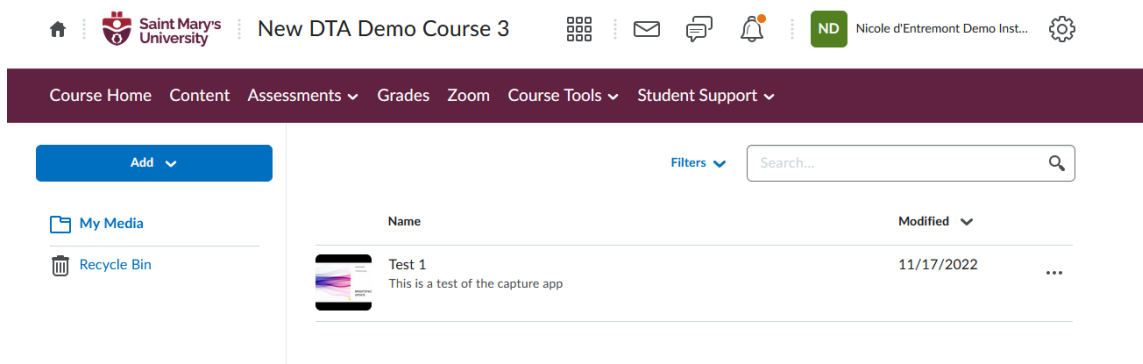 Saint Mary's
University
New DTA Demo Course 3
ND
Nicole d'Entremont Demo Inst...
Course Home Content Assessments Grades Zoom Course Tools Student Support
Add
Filters
Search...
My Media
Name
Modified
Recycle Bin
Test 1
11/17/2022
This is a test of the capture app